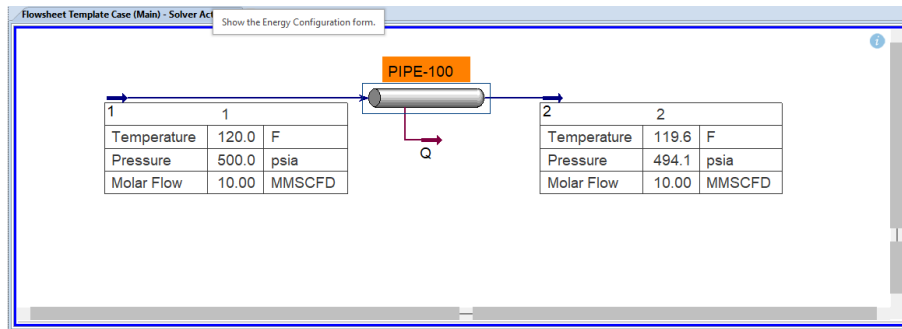 Flowsheet Template Case (Main) - Solver Act
Show the Energy Configuration form.
i
PIPE-100
1
1
Temperature 120.0 F
Pressure 500.0 psia
Molar Flow 10.00 MMSCFD
Q
2
2
Temperature 119.6 F
Pressure 494.1 psia
Molar Flow 10.00 MMSCFD